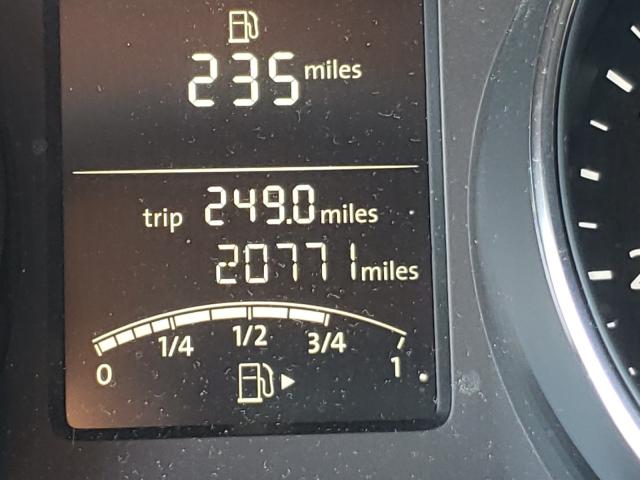 235 miles
trip 249.0 miles
20771 miles
0 1/4 1/2 3/4 1